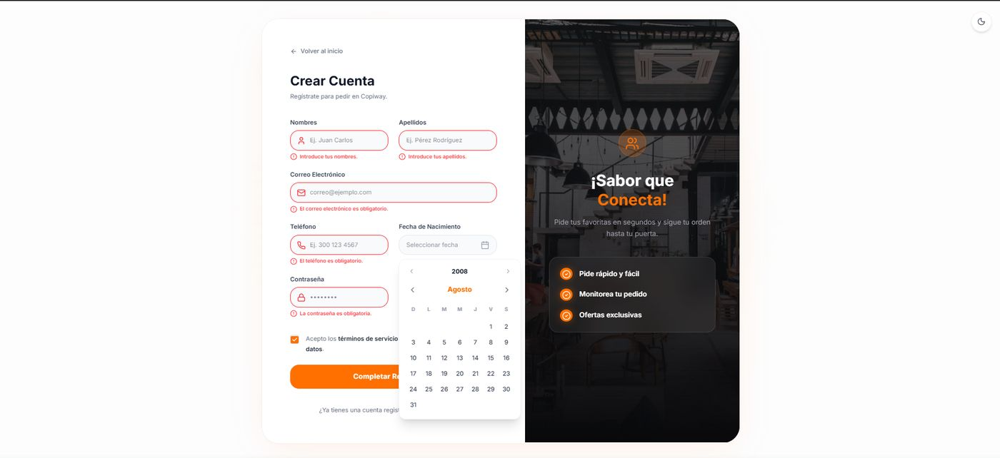 Volver al inicio
Crear Cuenta
Regístrate para pedir en Copiway.
Nombres
Apellidos
Ej. Juan Carlos
Ej. Pérez Rodríguez
Introduce tus nombres.
Introduce tus apellidos.
Correo Electrónico
correo@ejemplo.com
El correo electrónico es obligatorio.
Teléfono
Fecha de Nacimiento
Ej. 300 123 4567
Seleccionar fecha
El teléfono es obligatorio.
2008
Agosto
D L M M J V S
1 2
3 4 5 6 7 8 9
10 11 12 13 14 15 16
17 18 19 20 21 22 23
24 25 26 27 28 29 30
31
Contraseña
••••••••
La contraseña es obligatoria.
Acepto los términos de servicio
datos.
Completar Re
¿Ya tienes una cuenta regist
¡Sabor que
Conecta!
Pide tus favoritas en segundos y sigue tu orden
hasta tu puerta.
Pide rápido y fácil
Monitorea tu pedido
Ofertas exclusivas